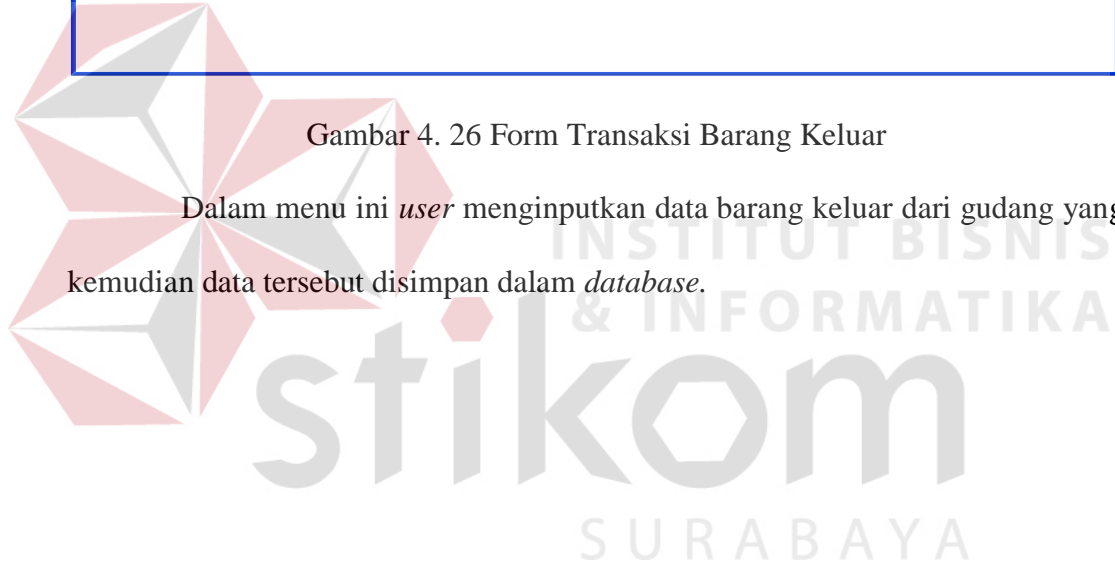 Gambar 4. 26 Form Transaksi Barang Keluar
Dalam menu ini user menginputkan data barang keluar dari gudang yang
kemudian data tersebut disimpan dalam database.
INSTITUT BISNIS
& INFORMATIKA
stikom
SURABAYA